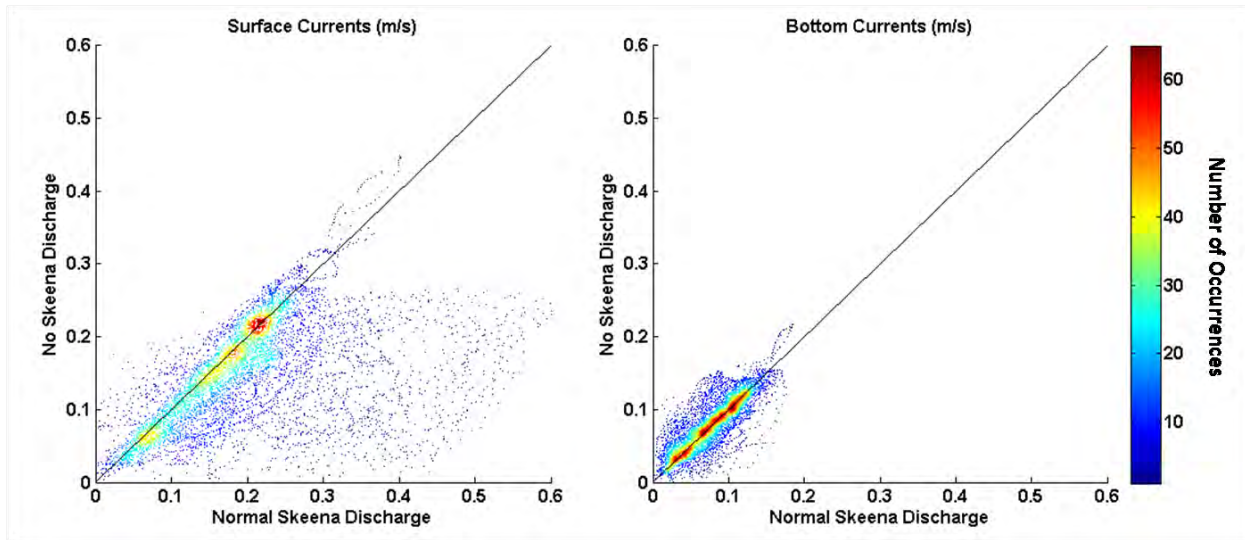 Surface Currents (m/s)
0.6
0.5
0.4
0.3
0.2
0.1
0
No Skeena Discharge
0 0.1 0.2 0.3 0.4 0.5 0.6
Normal Skeena Discharge
Bottom Currents (m/s)
0.6
0.5
0.4
0.3
0.2
0.1
0
No Skeena Discharge
0 0.1 0.2 0.3 0.4 0.5 0.6
Normal Skeena Discharge
60
50
40
30
20
10
Number of Occurrences